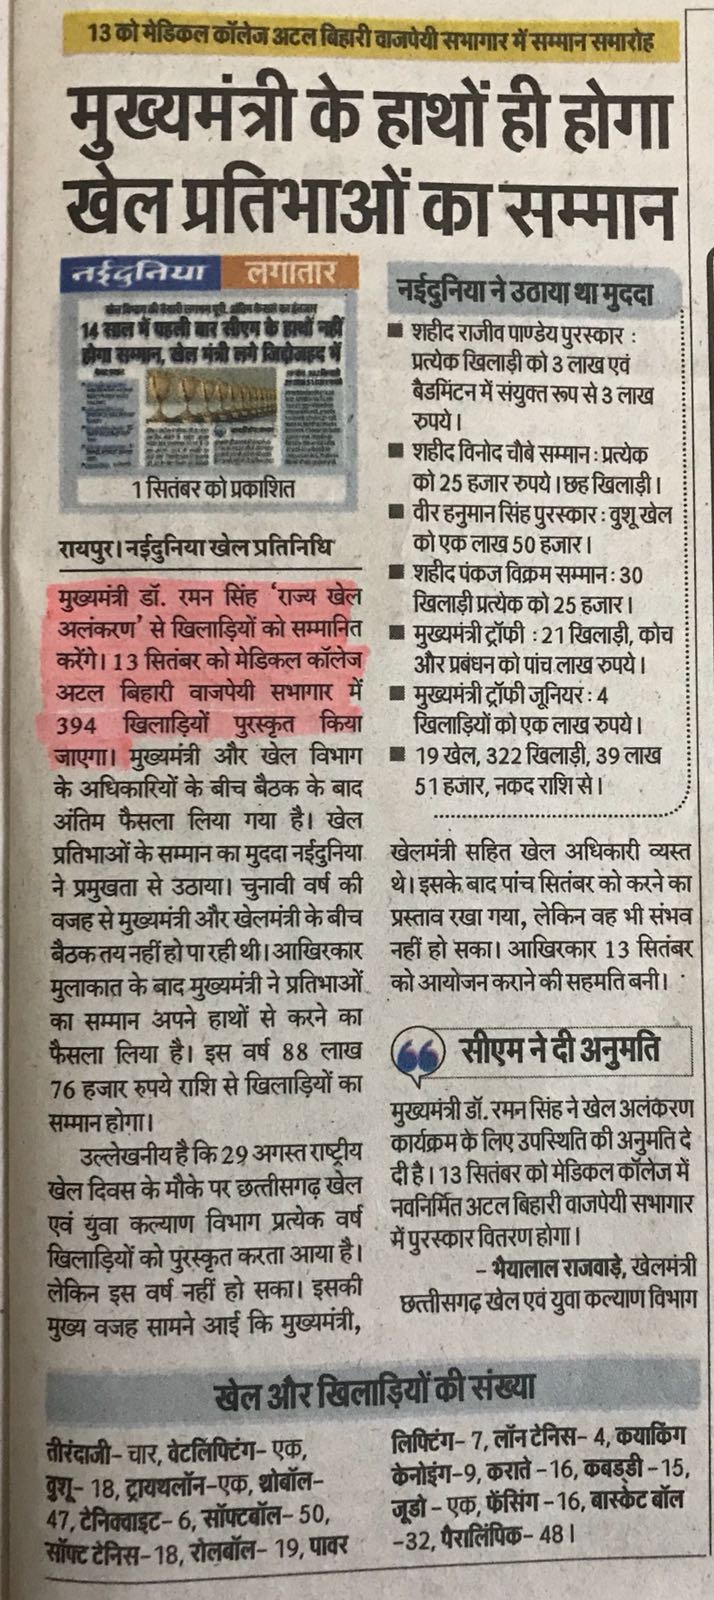 13 को मेडिकल कॉलेज अटल बिहारी वाजपेयी सभागार में सम्मान समारोह
मुख्यमंत्री के हाथों ही होगा
खेल प्रतिभाओं का सम्मान
नईदुनिया लगातार
14 साल में पहली बार सीएम के हाथों नहीं
होगा सम्मान, खेल मंत्री लगे जिद्दोजहद में
1 सितंबर को प्रकाशित
रायपुर। नईदुनिया खेल प्रतिनिधि
मुख्यमंत्री डॉ. रमन सिंह 'राज्य खेल
अलंकरण' से खिलाड़ियों को सम्मानित
करेंगे। 13 सितंबर को मेडिकल कॉलेज
अटल बिहारी वाजपेयी सभागार में
394 खिलाड़ियों पुरस्कृत किया
जाएगा। मुख्यमंत्री और खेल विभाग
के अधिकारियों के बीच बैठक के बाद
अंतिम फैसला लिया गया है। खेल
प्रतिभाओं के सम्मान का मुददा नईदुनिया
ने प्रमुखता से उठाया। चुनावी वर्ष की
वजह से मुख्यमंत्री और खेलमंत्री के बीच
बैठक तय नहीं हो पा रही थी। आखिरकार
मुलाकात के बाद मुख्यमंत्री ने प्रतिभाओं
का सम्मान अपने हाथों से करने का
फैसला लिया है। इस वर्ष 88 लाख
76 हजार रुपये राशि से खिलाड़ियों का
सम्मान होगा।
उल्लेखनीय है कि 29 अगस्त राष्ट्रीय
खेल दिवस के मौके पर छत्तीसगढ़ खेल
एवं युवा कल्याण विभाग प्रत्येक वर्ष
खिलाड़ियों को पुरस्कृत करता आया है।
लेकिन इस वर्ष नहीं हो सका। इसकी
मुख्य वजह सामने आई कि मुख्यमंत्री,
नईदुनिया ने उठाया था मुददा
■ शहीद राजीव पाण्डेय पुरस्कार :
प्रत्येक खिलाड़ी को 3 लाख एवं
बैडमिंटन में संयुक्त रूप से 3 लाख
रुपये।
■ शहीद विनोद चौबे सम्मान : प्रत्येक
को 25 हजार रुपये। छह खिलाड़ी।
■ वीर हनुमान सिंह पुरस्कार : वुशू खेल
को एक लाख 50 हजार।
■ शहीद पंकज विक्रम सम्मान : 30
खिलाड़ी प्रत्येक को 25 हजार।
■ मुख्यमंत्री ट्रॉफी : 21 खिलाड़ी, कोच
और प्रबंधन को पांच लाख रुपये।
■ मुख्यमंत्री ट्रॉफी जूनियर : 4
खिलाड़ियों को एक लाख रुपये।
■ 19 खेल, 322 खिलाड़ी, 39 लाख
51 हजार, नकद राशि से।
खेलमंत्री सहित खेल अधिकारी व्यस्त
थे। इसके बाद पांच सितंबर को करने का
प्रस्ताव रखा गया, लेकिन वह भी संभव
नहीं हो सका। आखिरकार 13 सितंबर
को आयोजन कराने की सहमति बनी।
सीएम ने दी अनुमति
मुख्यमंत्री डॉ. रमन सिंह ने खेल अलंकरण
कार्यक्रम के लिए उपस्थिति की अनुमति दे
दी है। 13 सितंबर को मेडिकल कॉलेज में
नवनिर्मित अटल बिहारी वाजपेयी सभागार
में पुरस्कार वितरण होगा।
– भैयालाल राजवाड़े, खेलमंत्री
छत्तीसगढ़ खेल एवं युवा कल्याण विभाग
खेल और खिलाड़ियों की संख्या
तीरंदाजी- चार, वेटलिफ्टिंग- एक,
वुशू- 18, ट्रायथलॉन-एक, थ्रोबॉल-
47, टेनिक्वाइट- 6, सॉफ्टबॉल- 50,
सॉफ्ट टेनिस-18, रोलबॉल- 19, पावर
लिफ्टिंग- 7, लॉन टेनिस- 4, कयाकिंग
केनोइंग-9, कराते -16, कबड्डी -15,
जूडो - एक, फेंसिंग -16, बास्केट बॉल
-32, पैरालिंपिक- 48।